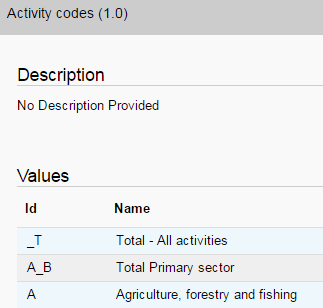 Activity codes (1.0)
Description
No Description Provided
Values
Id Name
_T Total - All activities
A_B Total Primary sector
A Agriculture, forestry and fishing